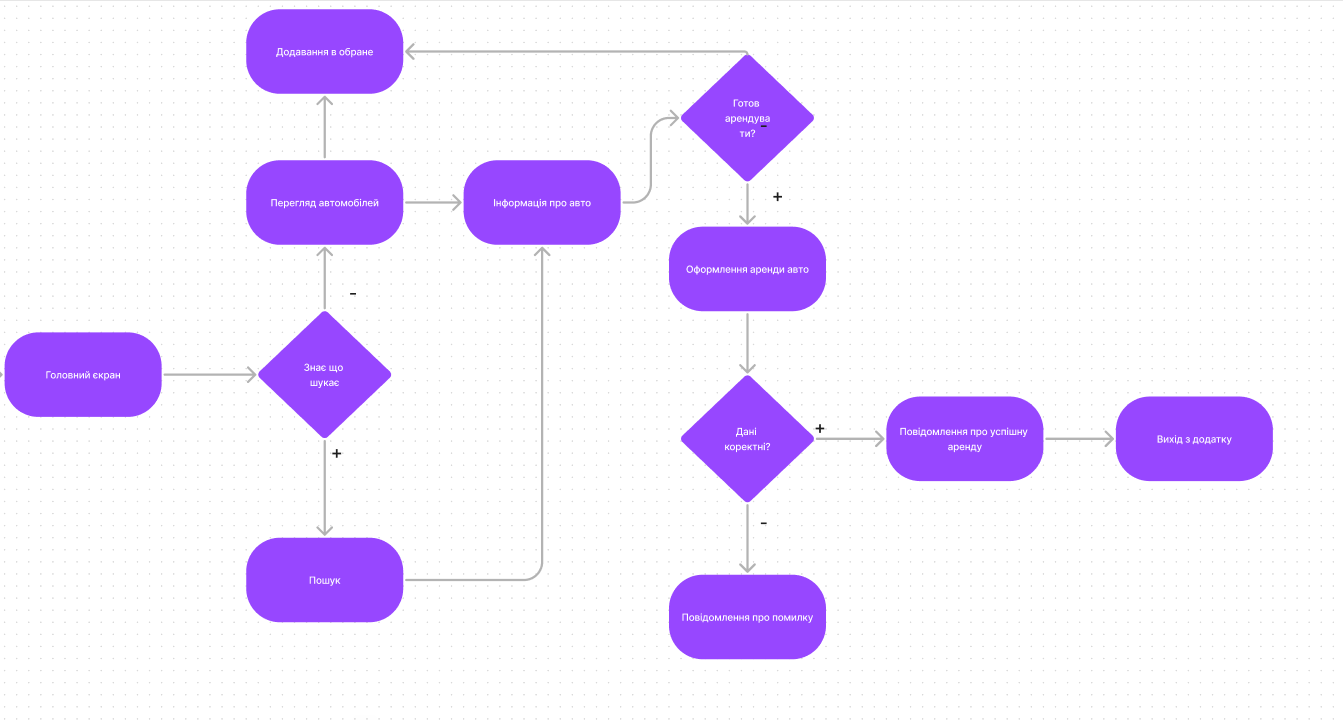 Додавання в обране
Готов
арендува
ти?
-
Перегляд автомобілей
Інформація про авто
+
Оформлення аренди авто
-
Головний єкран
Знає що
шукає
+
Дані
коректні?
+
Повідомлення про успішну
аренду
Вихід з додатку
-
Пошук
Повідомлення про помилку